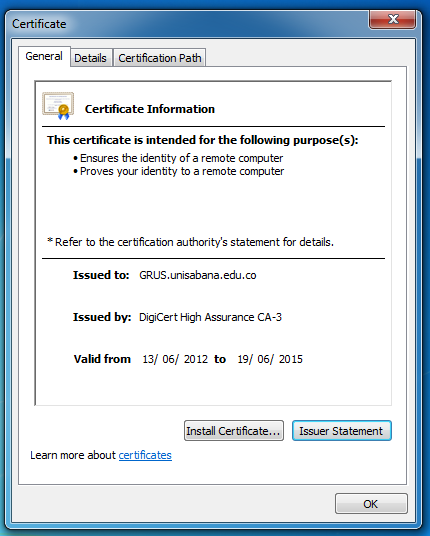 Certificate
General Details Certification Path
Certificate Information
This certificate is intended for the following purpose(s):
• Ensures the identity of a remote computer
• Proves your identity to a remote computer
* Refer to the certification authority's statement for details.
Issued to: GRUS.unisabana.edu.co
Issued by: DigiCert High Assurance CA-3
Valid from 13/ 06/ 2012 to 19/ 06/ 2015
Install Certificate... Issuer Statement
Learn more about certificates
OK